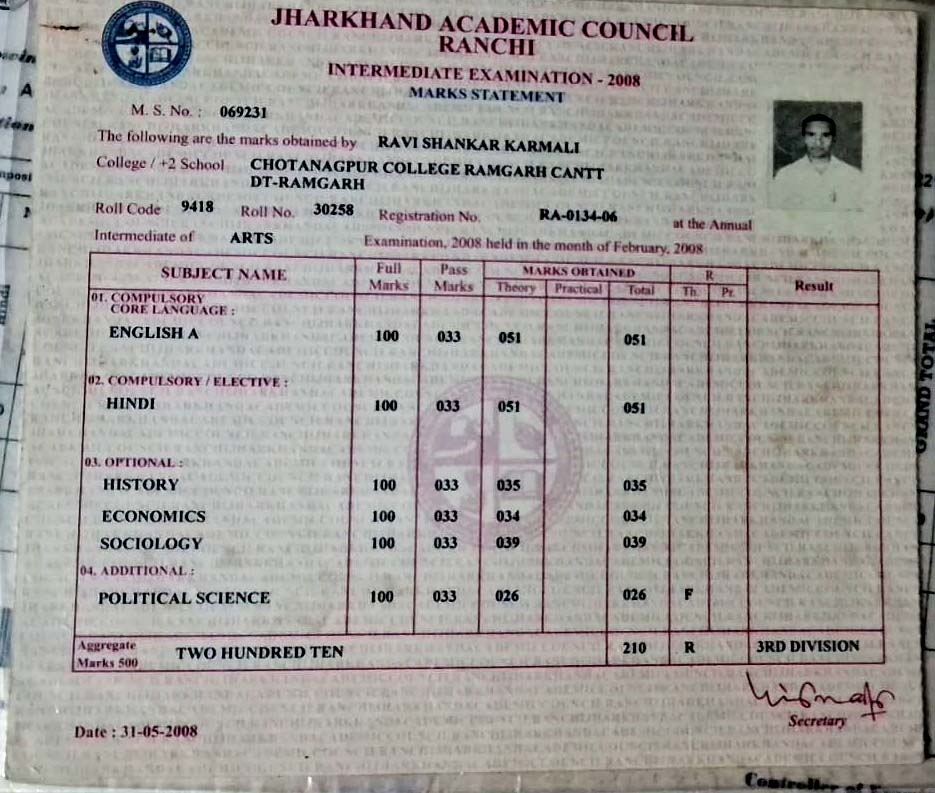 JHARKHAND ACADEMIC COUNCIL
RANCHI
INTERMEDIATE EXAMINATION - 2008
MARKS STATEMENT
M. S. No. : 069231
The following are the marks obtained by RAVI SHANKAR KARMALI
College / +2 School CHOTANAGPUR COLLEGE RAMGARH CANTT
DT-RAMGARH
Roll Code 9418 Roll No. 30258 Registration No. RA-0134-06 at the Annual
Intermediate of ARTS Examination, 2008 held in the month of February, 2008
SUBJECT NAME Full Marks Pass Marks MARKS OBTAINED R Result
Theory Practical Total Th. Pr.
01. COMPULSORY
CORE LANGUAGE :
ENGLISH A 100 033 051 051
02. COMPULSORY / ELECTIVE :
HINDI 100 033 051 051
03. OPTIONAL :
HISTORY 100 033 035 035
ECONOMICS 100 033 034 034
SOCIOLOGY 100 033 039 039
04. ADDITIONAL :
POLITICAL SCIENCE 100 033 026 026 F
Aggregate
Marks 500 TWO HUNDRED TEN 210 R 3RD DIVISION
Secretary
Date : 31-05-2008
GRAND TOTAL
Controller of